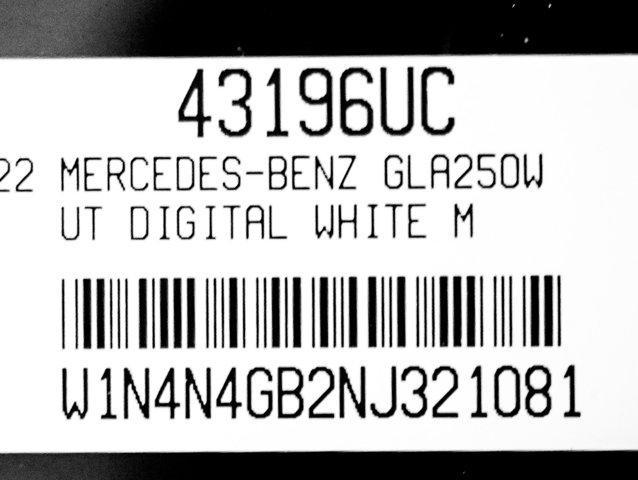 43196UC
22 MERCEDES-BENZ GLA250W
UT DIGITAL WHITE M
W1N4N4GB2NJ321081